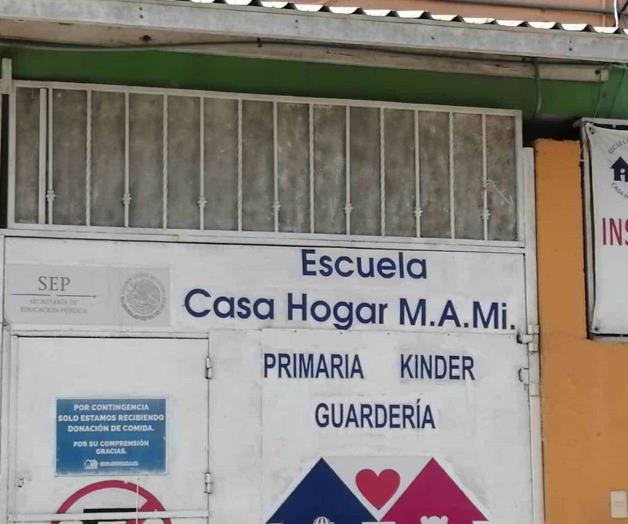 Escuela
Casa Hogar M.A.Mi.
SEP
SECRETARÍA DE
EDUCACIÓN PÚBLICA
PRIMARIA KINDER
GUARDERÍA
POR CONTINGENCIA
SOLO ESTAMOS RECIBIENDO
DONACIÓN DE COMIDA.
POR SU COMPRENSIÓN
GRACIAS.
INS